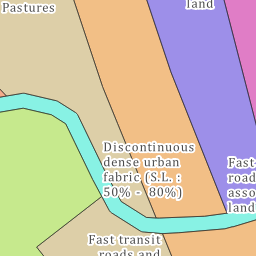 Pastures
land
Discontinuous
dense urban
fabric (S.L. :
50% - 80%)
Fast
road
asso
land
Fast transit
roads and